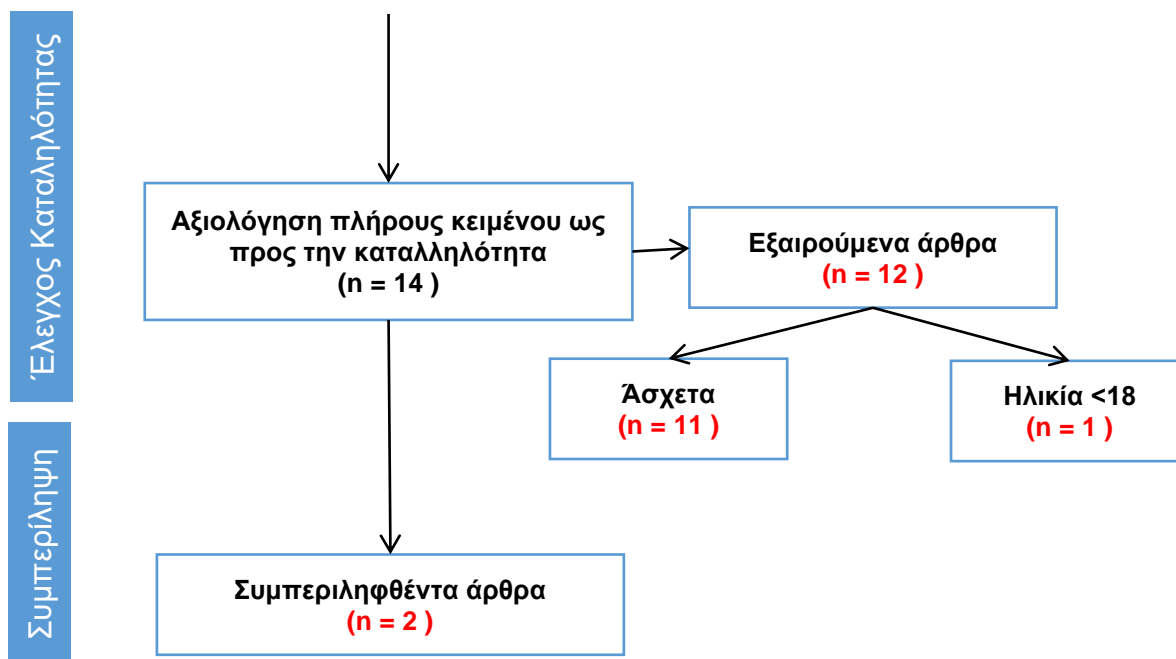 Έλεγχος Καταληλότητας
Αξιολόγηση πλήρους κειμένου ως
προς την καταλληλότητα
(n = 14 )
Εξαιρούμενα άρθρα
(n = 12 )
Άσχετα
(n = 11 )
Ηλικία <18
(n = 1 )
Συμπερίληψη
Συμπεριληφθέντα άρθρα
(n = 2 )